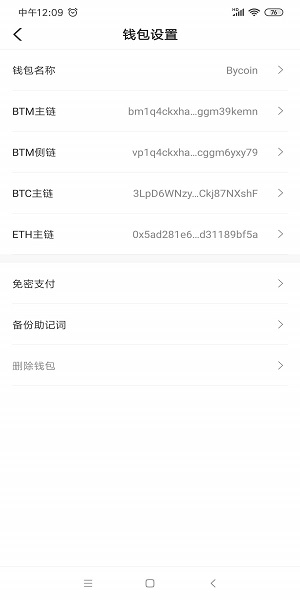 中午12:09
HD
76
钱包设置
钱包名称 Bycoin
BTM主链 bm1q4ckxha...ggm39kemn
BTM侧链 vp1q4ckxha...cggm6yxy79
BTC主链 3LpD6WNzy...Ckj87NXshF
ETH主链 0x5ad281e6...d31189bf5a
免密支付
备份助记词
删除钱包